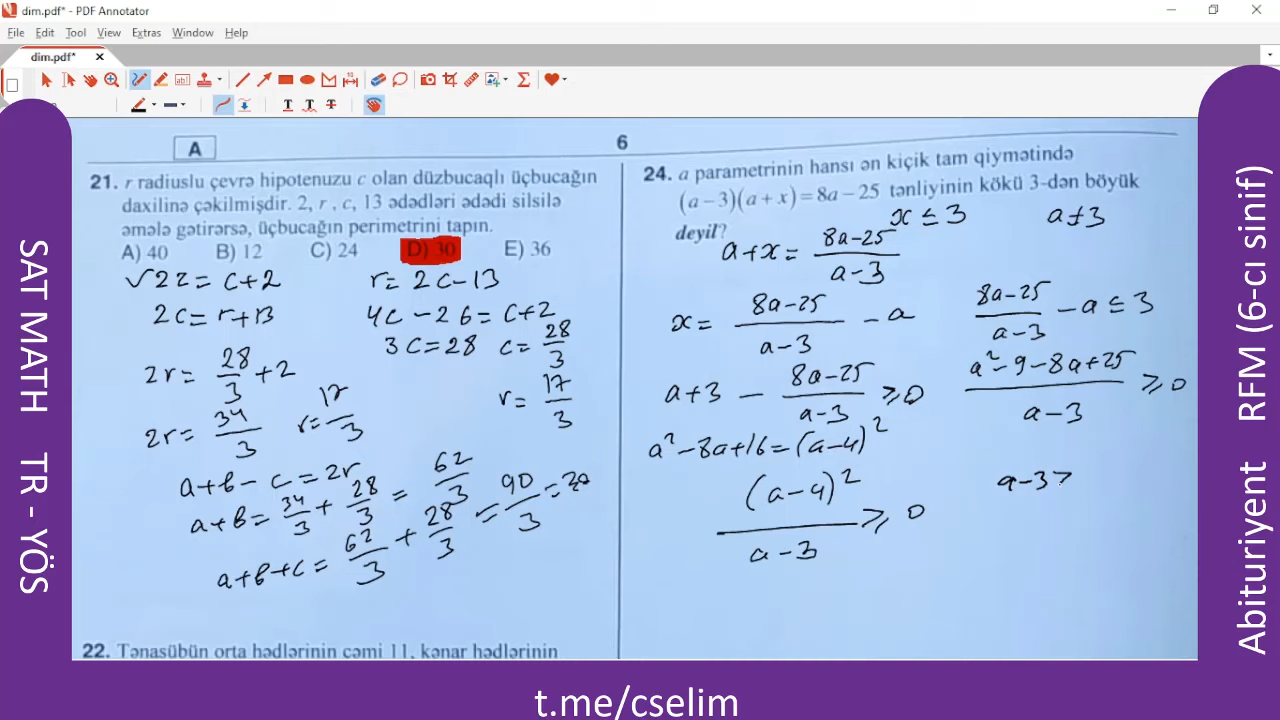 dim.pdf* - PDF Annotator
File Edit Tool View Extras Window Help
dim.pdf*
A
6
21. r radiuslu çevrə hipotenuzu c olan düzbucaqlı üçbucağın
daxilinə çəkilmişdir. 2, r , c, 13 ədədləri ədədi silsilə
əmələ gətirərsə, üçbucağın perimetrini tapın.
A) 40 B) 12 C) 24 D) 30 E) 36
√2r = c+2
2c = r+13
2r = 28/3 + 2
2r = 34/3 r = 17/3
r = 2c-13
4c - 26 = c+2
3c = 28 c = 28/3
r = 17/3
a+b-c = 2r
a+b = 34/3 + 28/3 = 62/3
a+b+c = 62/3 + 28/3 = 90/3 = 30
22. Tənasübün orta hədlərinin cəmi 11, kənar hədlərinin
24. a parametrinin hansı ən kiçik tam qiymətində
(a-3)(a+x)=8a-25 tənliyinin kökü 3-dən böyük
deyil?
x ≤ 3 a≠3
a+x = 8a-25/a-3
x = 8a-25/a-3 - a
8a-25/a-3 - a ≤ 3
a+3 - 8a-25/a-3 ≥ 0
a²-9-8a+25/a-3 ≥ 0
a²-8a+16=(a-4)²
(a-4)²/a-3 ≥ 0
a-3>
SAT MATH TR - YÖS
Abituriyent RFM (6-cı sinif)
t.me/cselim